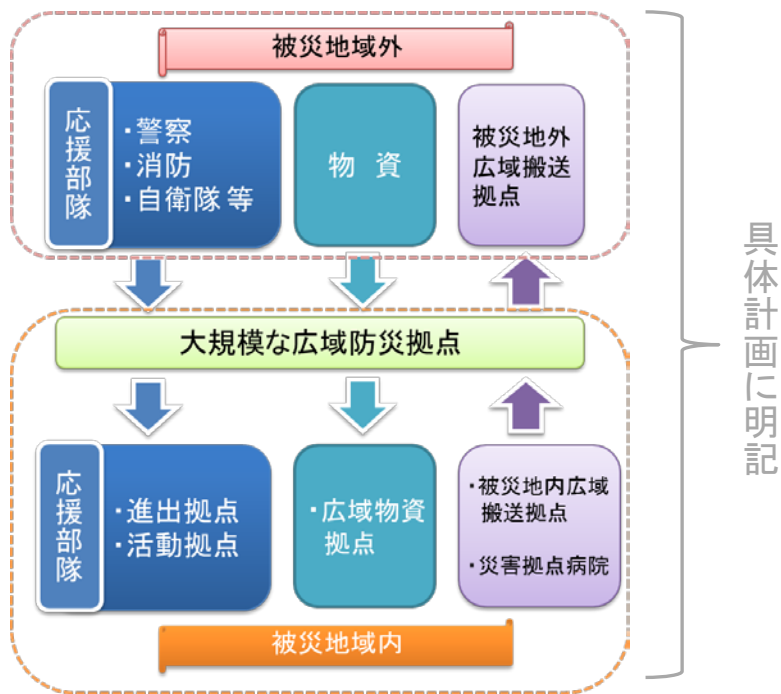 被災地域外
応援部隊
・警察
・消防
・自衛隊 等
物 資
被災地外
広域搬送
拠点
大規模な広域防災拠点
応援部隊
・進出拠点
・活動拠点
・広域物資
拠点
・被災地内広域
搬送拠点
・災害拠点病院
被災地域内
具体計画に明記